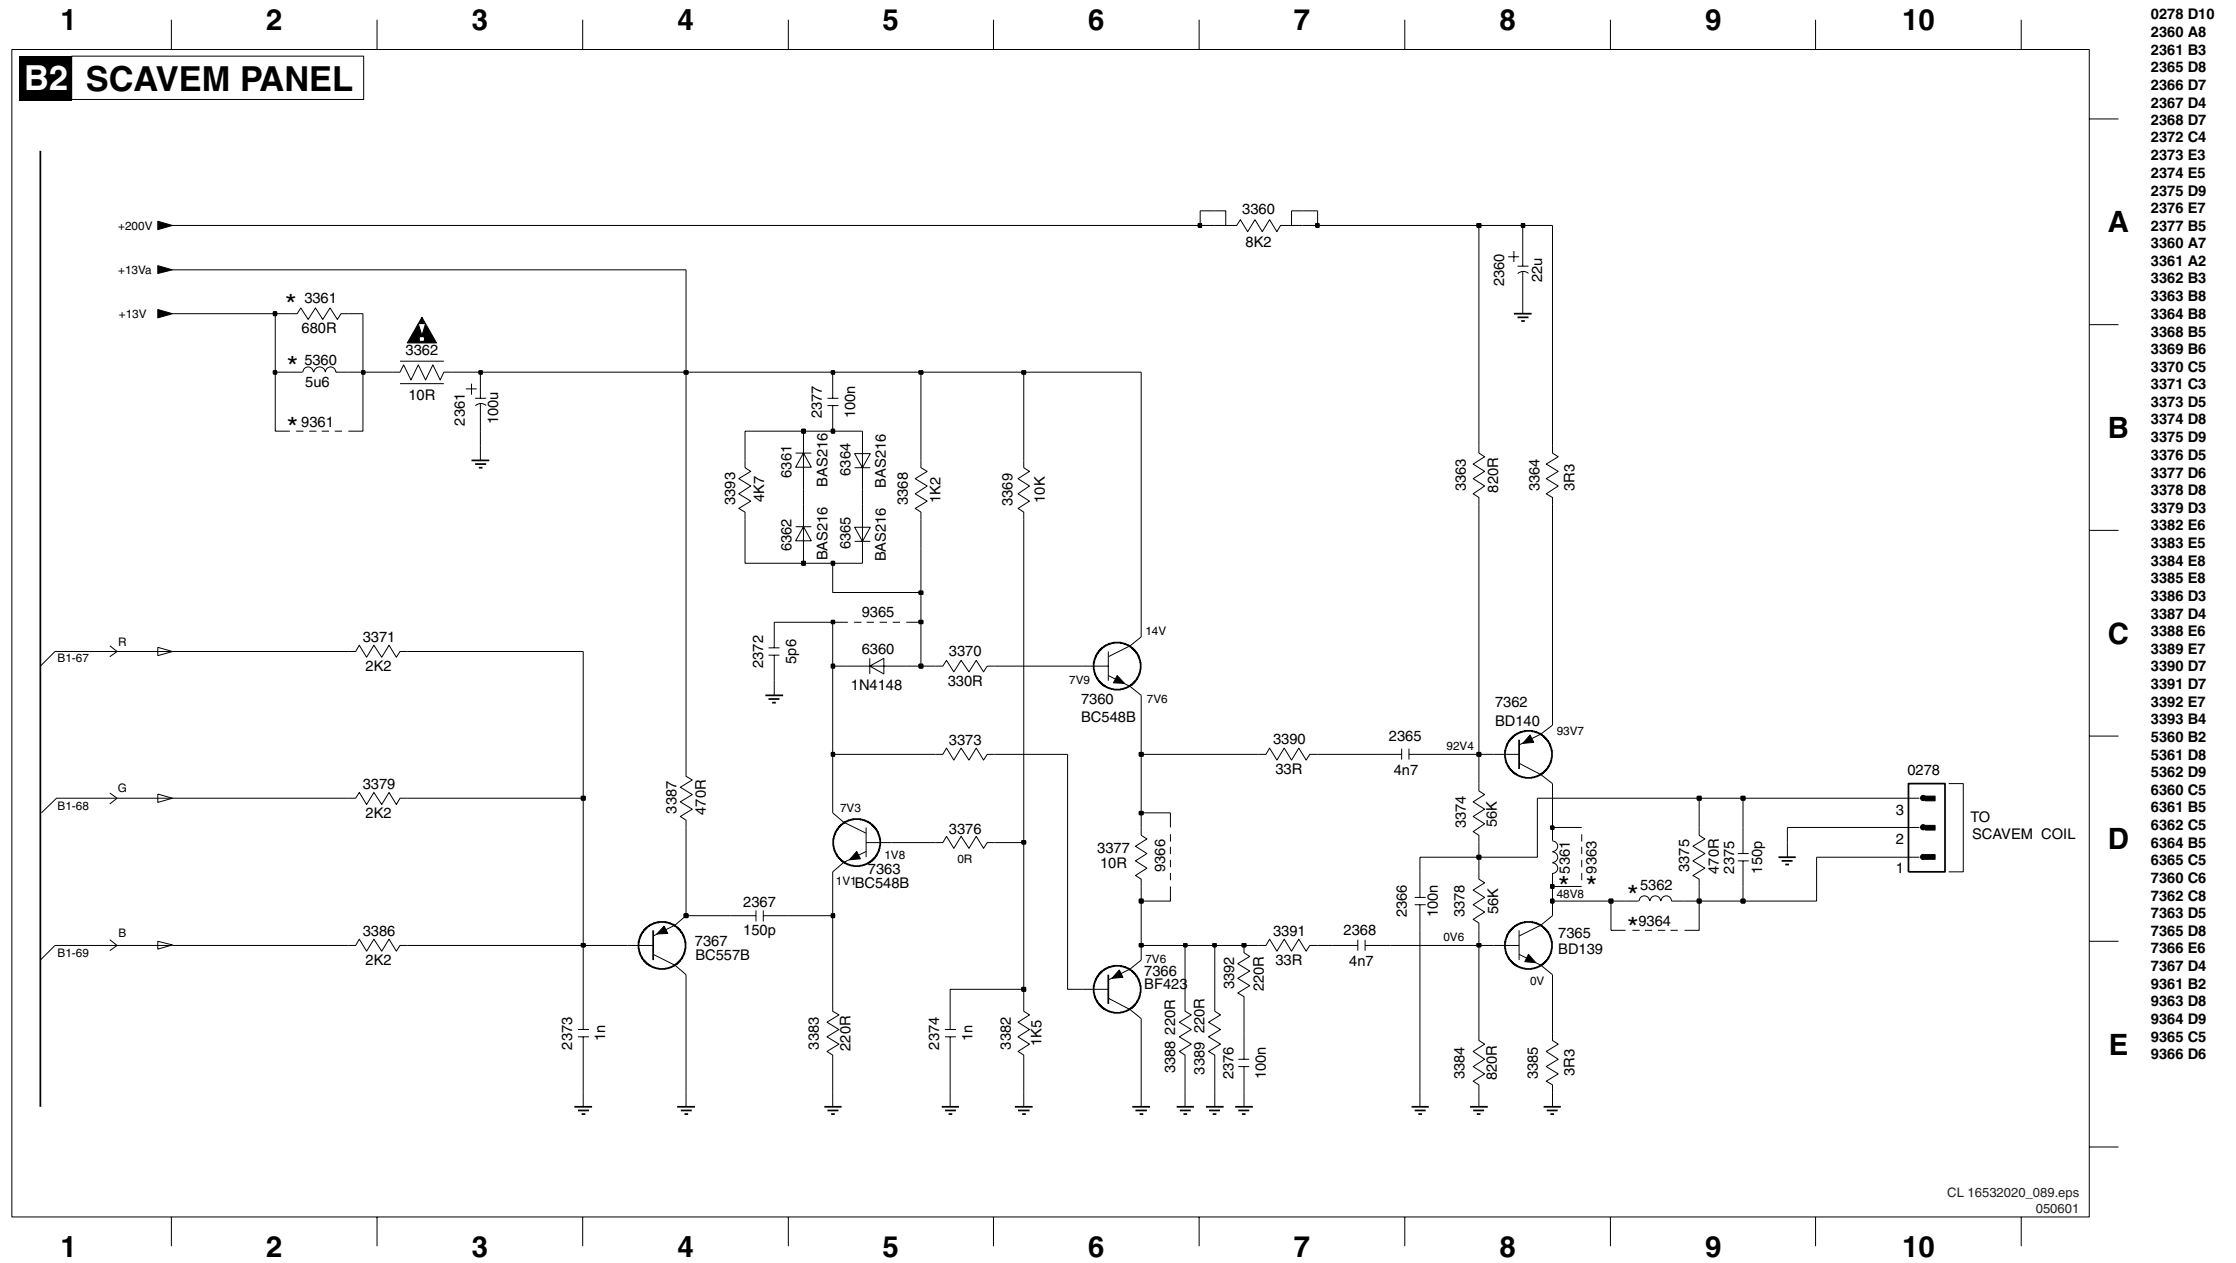 1 2 3 4 5 6 7 8 9 10
B2 SCAVEM PANEL
+200V
3360
8K2
+13Va
+13V
* 3361
680R
* 5360
5u6
* 9361
3362
10R
2361
100u
2360
22u
A
B
C
D
E
2377
100n
6361
BAS216
6364
BAS216
3393
4K7
6362
BAS216
6365
BAS216
3368
1K2
3369
10K
3363
820R
3364
3R3
R
B1-67
3371
2K2
2372
5p6
9365
6360
1N4148
3370
330R
14V
7V9
7360
BC548B
7V6
7362
BD140
93V7
G
B1-68
3379
2K2
3387
470R
3373
7V3
3376
0R
1V8
7363
1V1
BC548B
3390
33R
2365
4n7
92V4
3377
10R
9366
3374
56K
*5361
*9363
3375
470R
2375
150p
0278
3
2
1
TO
SCAVEM COIL
2366
100n
3378
56K
48V8
* 5362
*9364
B
B1-69
3386
2K2
7367
BC557B
2367
150p
7V6
7366
BF423
3391
33R
2368
4n7
0V6
7365
BD139
0V
2373
1n
3383
220R
2374
1n
3382
1K5
3388 220R
3389 220R
3392
220R
2376
100n
3384
820R
3385
3R3
CL 16532020_089.eps
050601
1 2 3 4 5 6 7 8 9 10
0278 D10
2360 A8
2361 B3
2365 D8
2366 D7
2367 D4
2368 D7
2372 C4
2373 E3
2374 E5
2375 D9
2376 E7
2377 B5
3360 A7
3361 A2
3362 B3
3363 B8
3364 B8
3368 B5
3369 B6
3370 C5
3371 C3
3373 D5
3374 D8
3375 D9
3376 D5
3377 D6
3378 D8
3379 D3
3382 E6
3383 E5
3384 E8
3385 E8
3386 D3
3387 D4
3388 E6
3389 E7
3390 D7
3391 D7
3392 E7
3393 B4
5360 B2
5361 D8
5362 D9
6360 C5
6361 B5
6362 C5
6364 B5
6365 C5
7360 C6
7362 C8
7363 D5
7365 D8
7366 E6
7367 D4
9361 B2
9363 D8
9364 D9
9365 C5
9366 D6